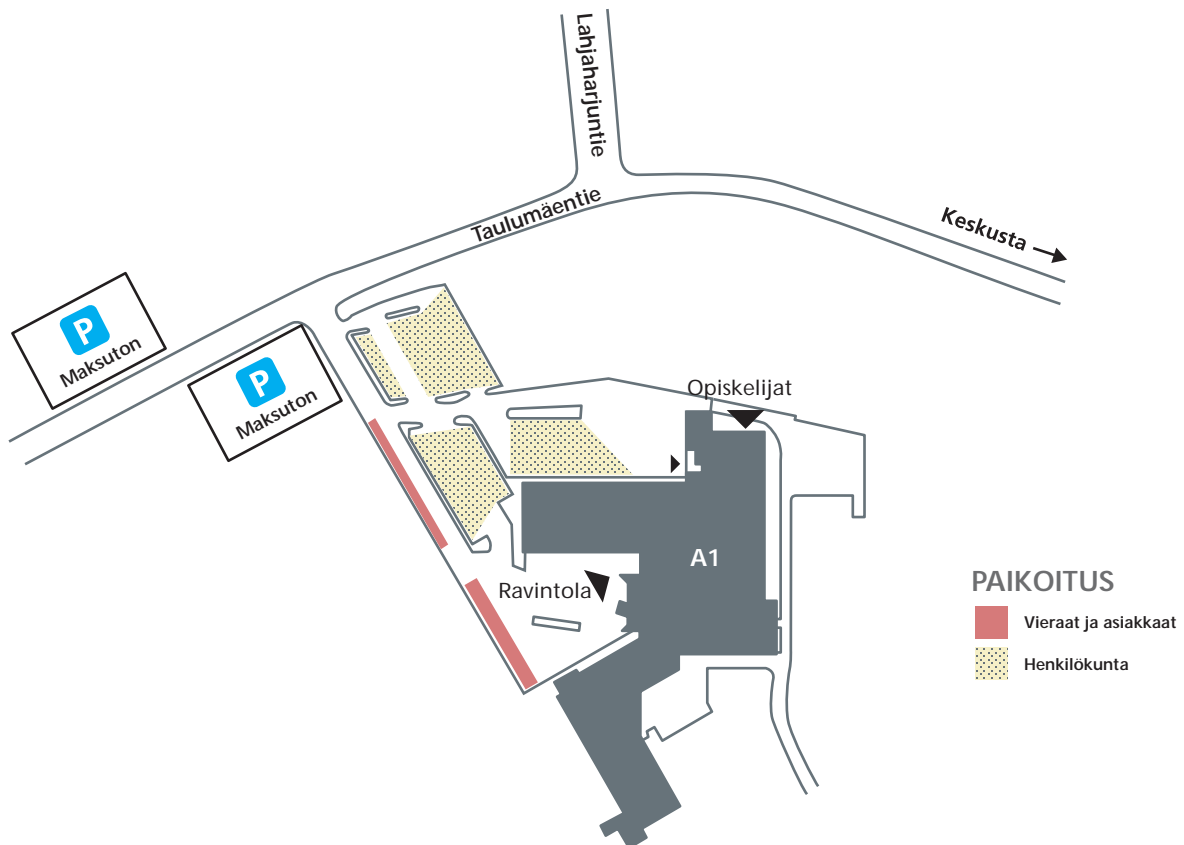 Lahjaharjuntie
Taulumäentie
Keskusta
P
Maksuton
P
Maksuton
Opiskelijat
L
A1
Ravintola
PAIKOITUS
Vieraat ja asiakkaat
Henkilökunta